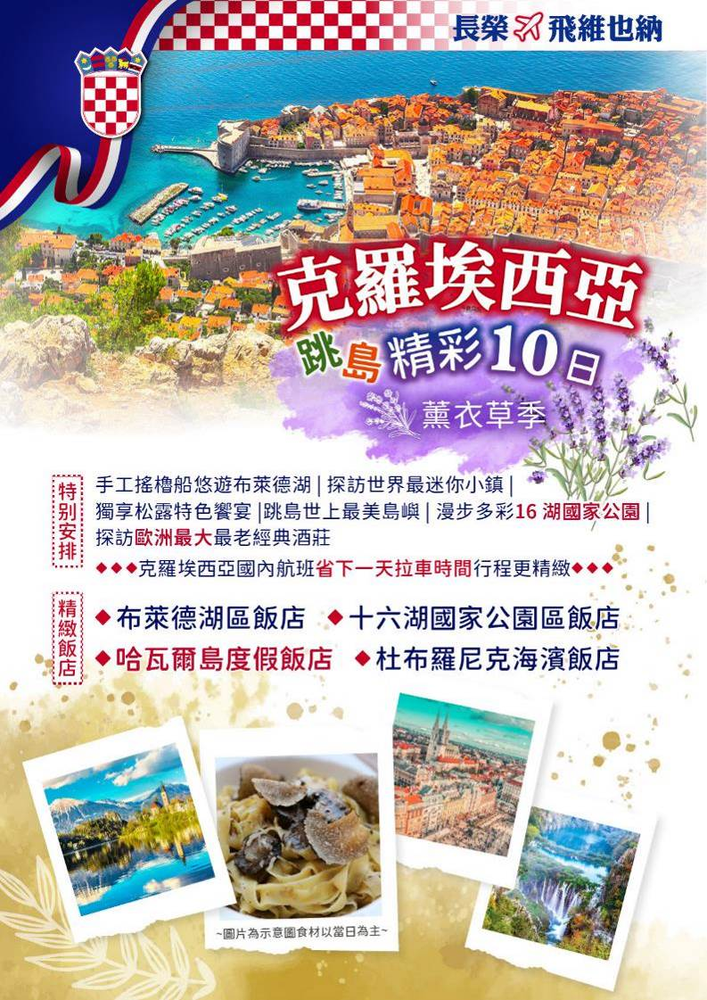 長榮 飛維也納
克羅埃西亞
跳島精彩10日
薰衣草季
特別安排
手工搖櫓船悠遊布萊德湖 | 探訪世界最迷你小鎮 |
獨享松露特色饗宴 |跳島世上最美島嶼 | 漫步多彩16 湖國家公園 |
探訪歐洲最大最老經典酒莊
◆◆◆克羅埃西亞國內航班省下一天拉車時間行程更精緻◆◆◆
精緻飯店
◆布萊德湖區飯店 ◆十六湖國家公園區飯店
◆哈瓦爾島度假飯店 ◆杜布羅尼克海濱飯店
~圖片為示意圖食材以當日為主~